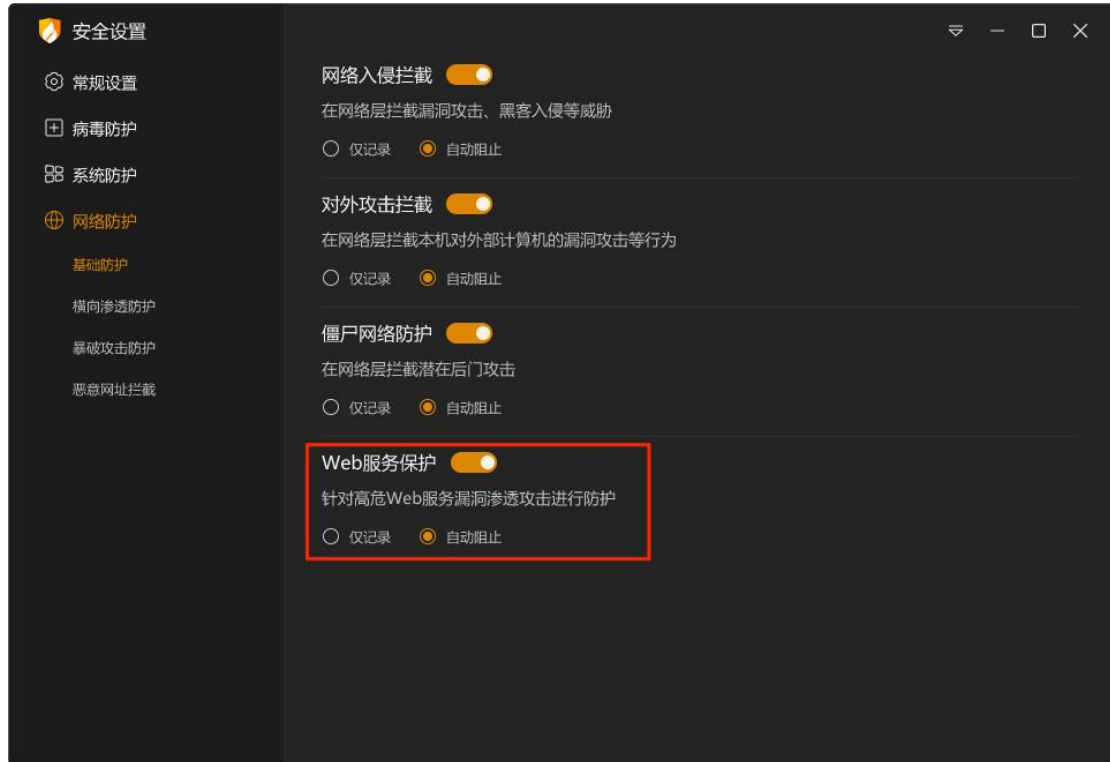 安全设置
常规设置
病毒防护
系统防护
网络防护
基础防护
横向渗透防护
暴破攻击防护
恶意网址拦截
网络入侵拦截
在网络层拦截漏洞攻击、黑客入侵等威胁
仅记录 自动阻止
对外攻击拦截
在网络层拦截本机对外部计算机的漏洞攻击等行为
仅记录 自动阻止
僵尸网络防护
在网络层拦截潜在后门攻击
仅记录 自动阻止
Web服务保护
针对高危Web服务漏洞渗透攻击进行防护
仅记录 自动阻止